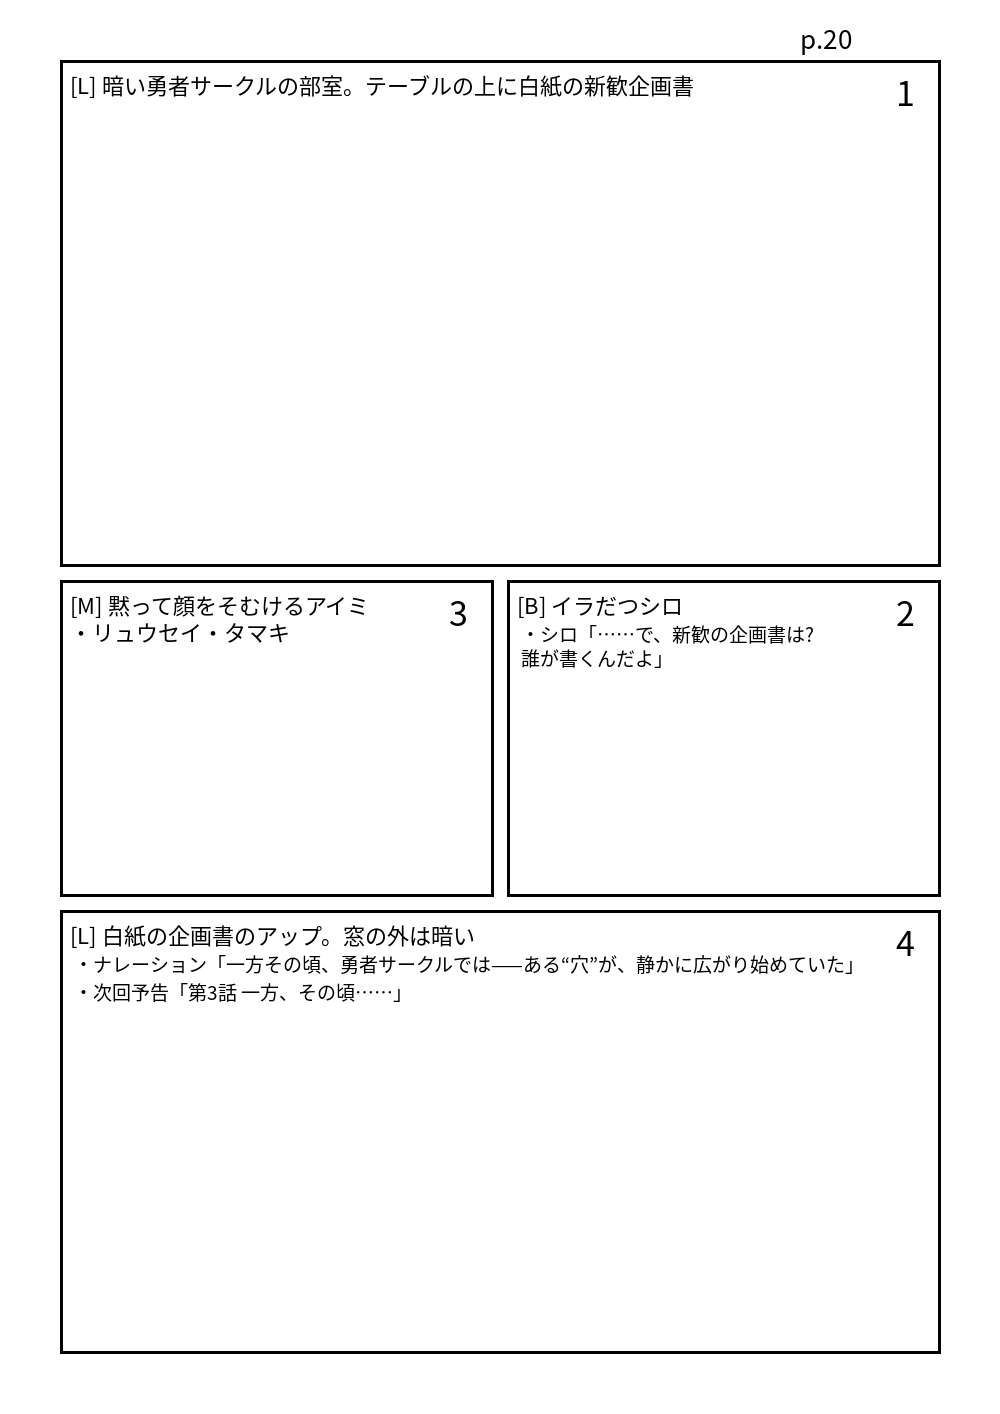 p.20
[L] 暗い勇者サークルの部室。テーブルの上に白紙の新歓企画書
1
[B] イラだつシロ
2
・シロ「……で、新歓の企画書は?
誰が書くんだよ」
[M] 黙って顔をそむけるアイミ
3
・リュウセイ・タマキ
[L] 白紙の企画書のアップ。窓の外は暗い
4
・ナレーション「一方その頃、勇者サークルでは——ある“穴”が、静かに広がり始めていた」
・次回予告「第3話 一方、その頃……」